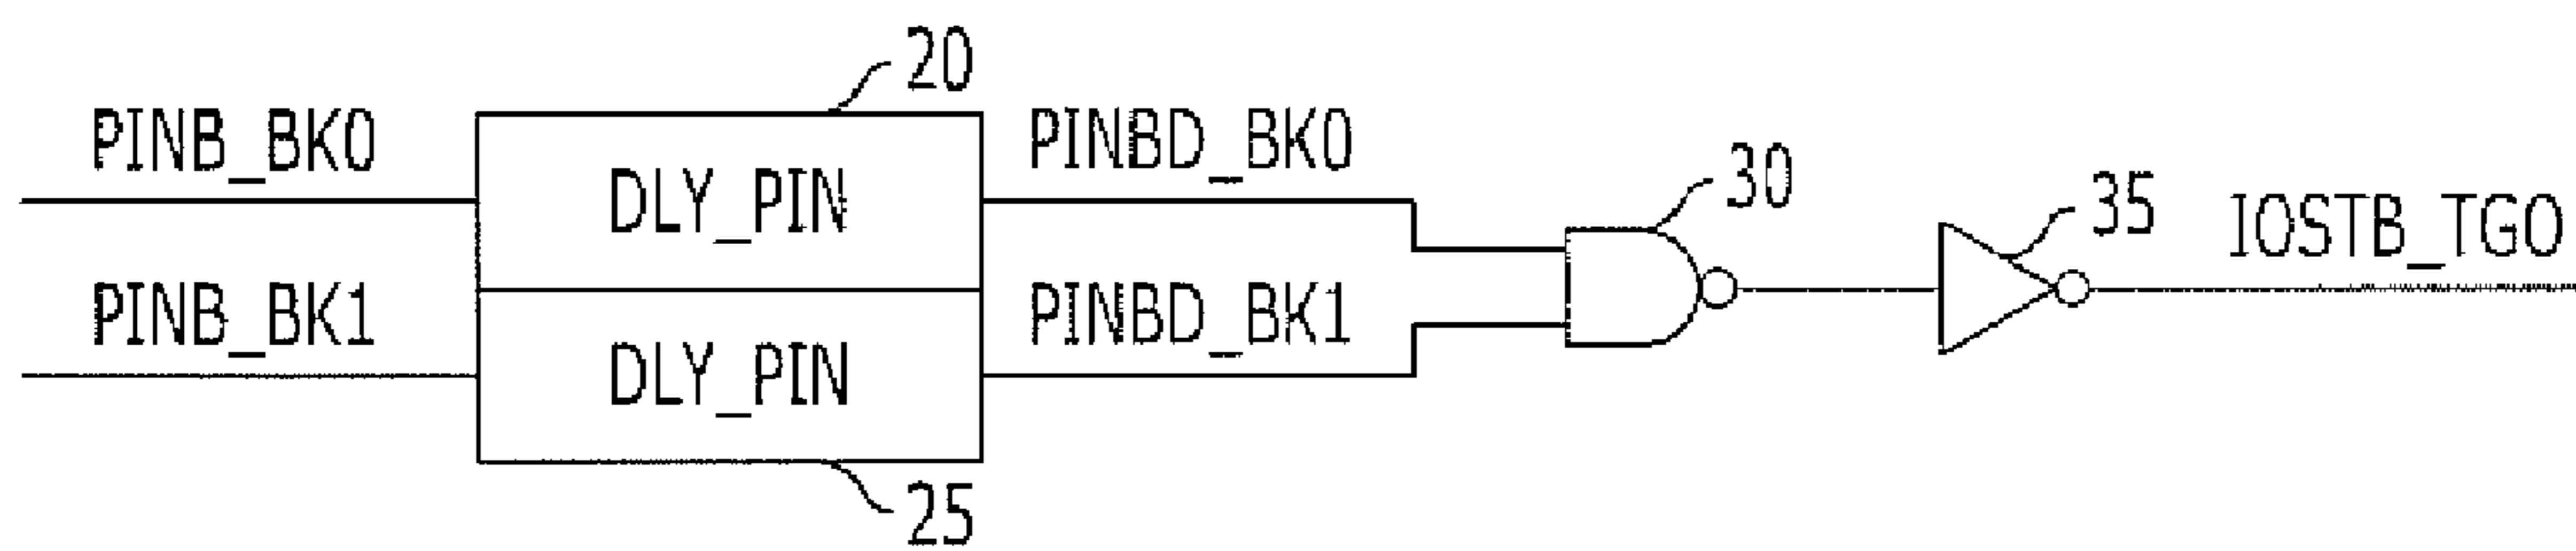 20
PINB_BK0
DLY_PIN
PINBD_BK0
30
35
IOSTB_TGO
PINB_BK1
DLY_PIN
PINBD_BK1
25